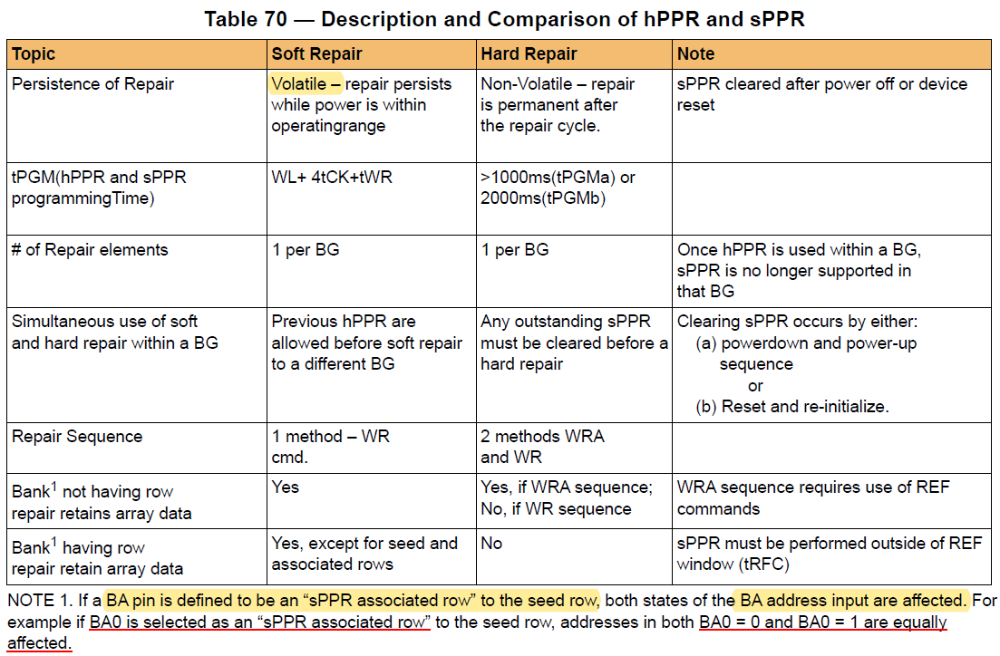 Table 70 — Description and Comparison of hPPR and sPPR
Topic
Soft Repair
Hard Repair
Note
Persistence of Repair
Volatile – repair persists
while power is within
operatingrange
Non-Volatile – repair
is permanent after
the repair cycle.
sPPR cleared after power off or device
reset
tPGM(hPPR and sPPR
programmingTime)
WL+ 4tCK+tWR
>1000ms(tPGMa) or
2000ms(tPGMb)
# of Repair elements
1 per BG
1 per BG
Once hPPR is used within a BG,
sPPR is no longer supported in
that BG
Simultaneous use of soft
and hard repair within a BG
Previous hPPR are
allowed before soft repair
to a different BG
Any outstanding sPPR
must be cleared before a
hard repair
Clearing sPPR occurs by either:
(a) powerdown and power-up
sequence
or
(b) Reset and re-initialize.
Repair Sequence
1 method – WR
cmd.
2 methods WRA
and WR
Bank1 not having row
repair retains array data
Yes
Yes, if WRA sequence;
No, if WR sequence
WRA sequence requires use of REF
commands
Bank1 having row
repair retain array data
Yes, except for seed and
associated rows
No
sPPR must be performed outside of REF
window (tRFC)
NOTE 1. If a BA pin is defined to be an “sPPR associated row” to the seed row, both states of the BA address input are affected. For
example if BA0 is selected as an “sPPR associated row” to the seed row, addresses in both BA0 = 0 and BA0 = 1 are equally
affected.